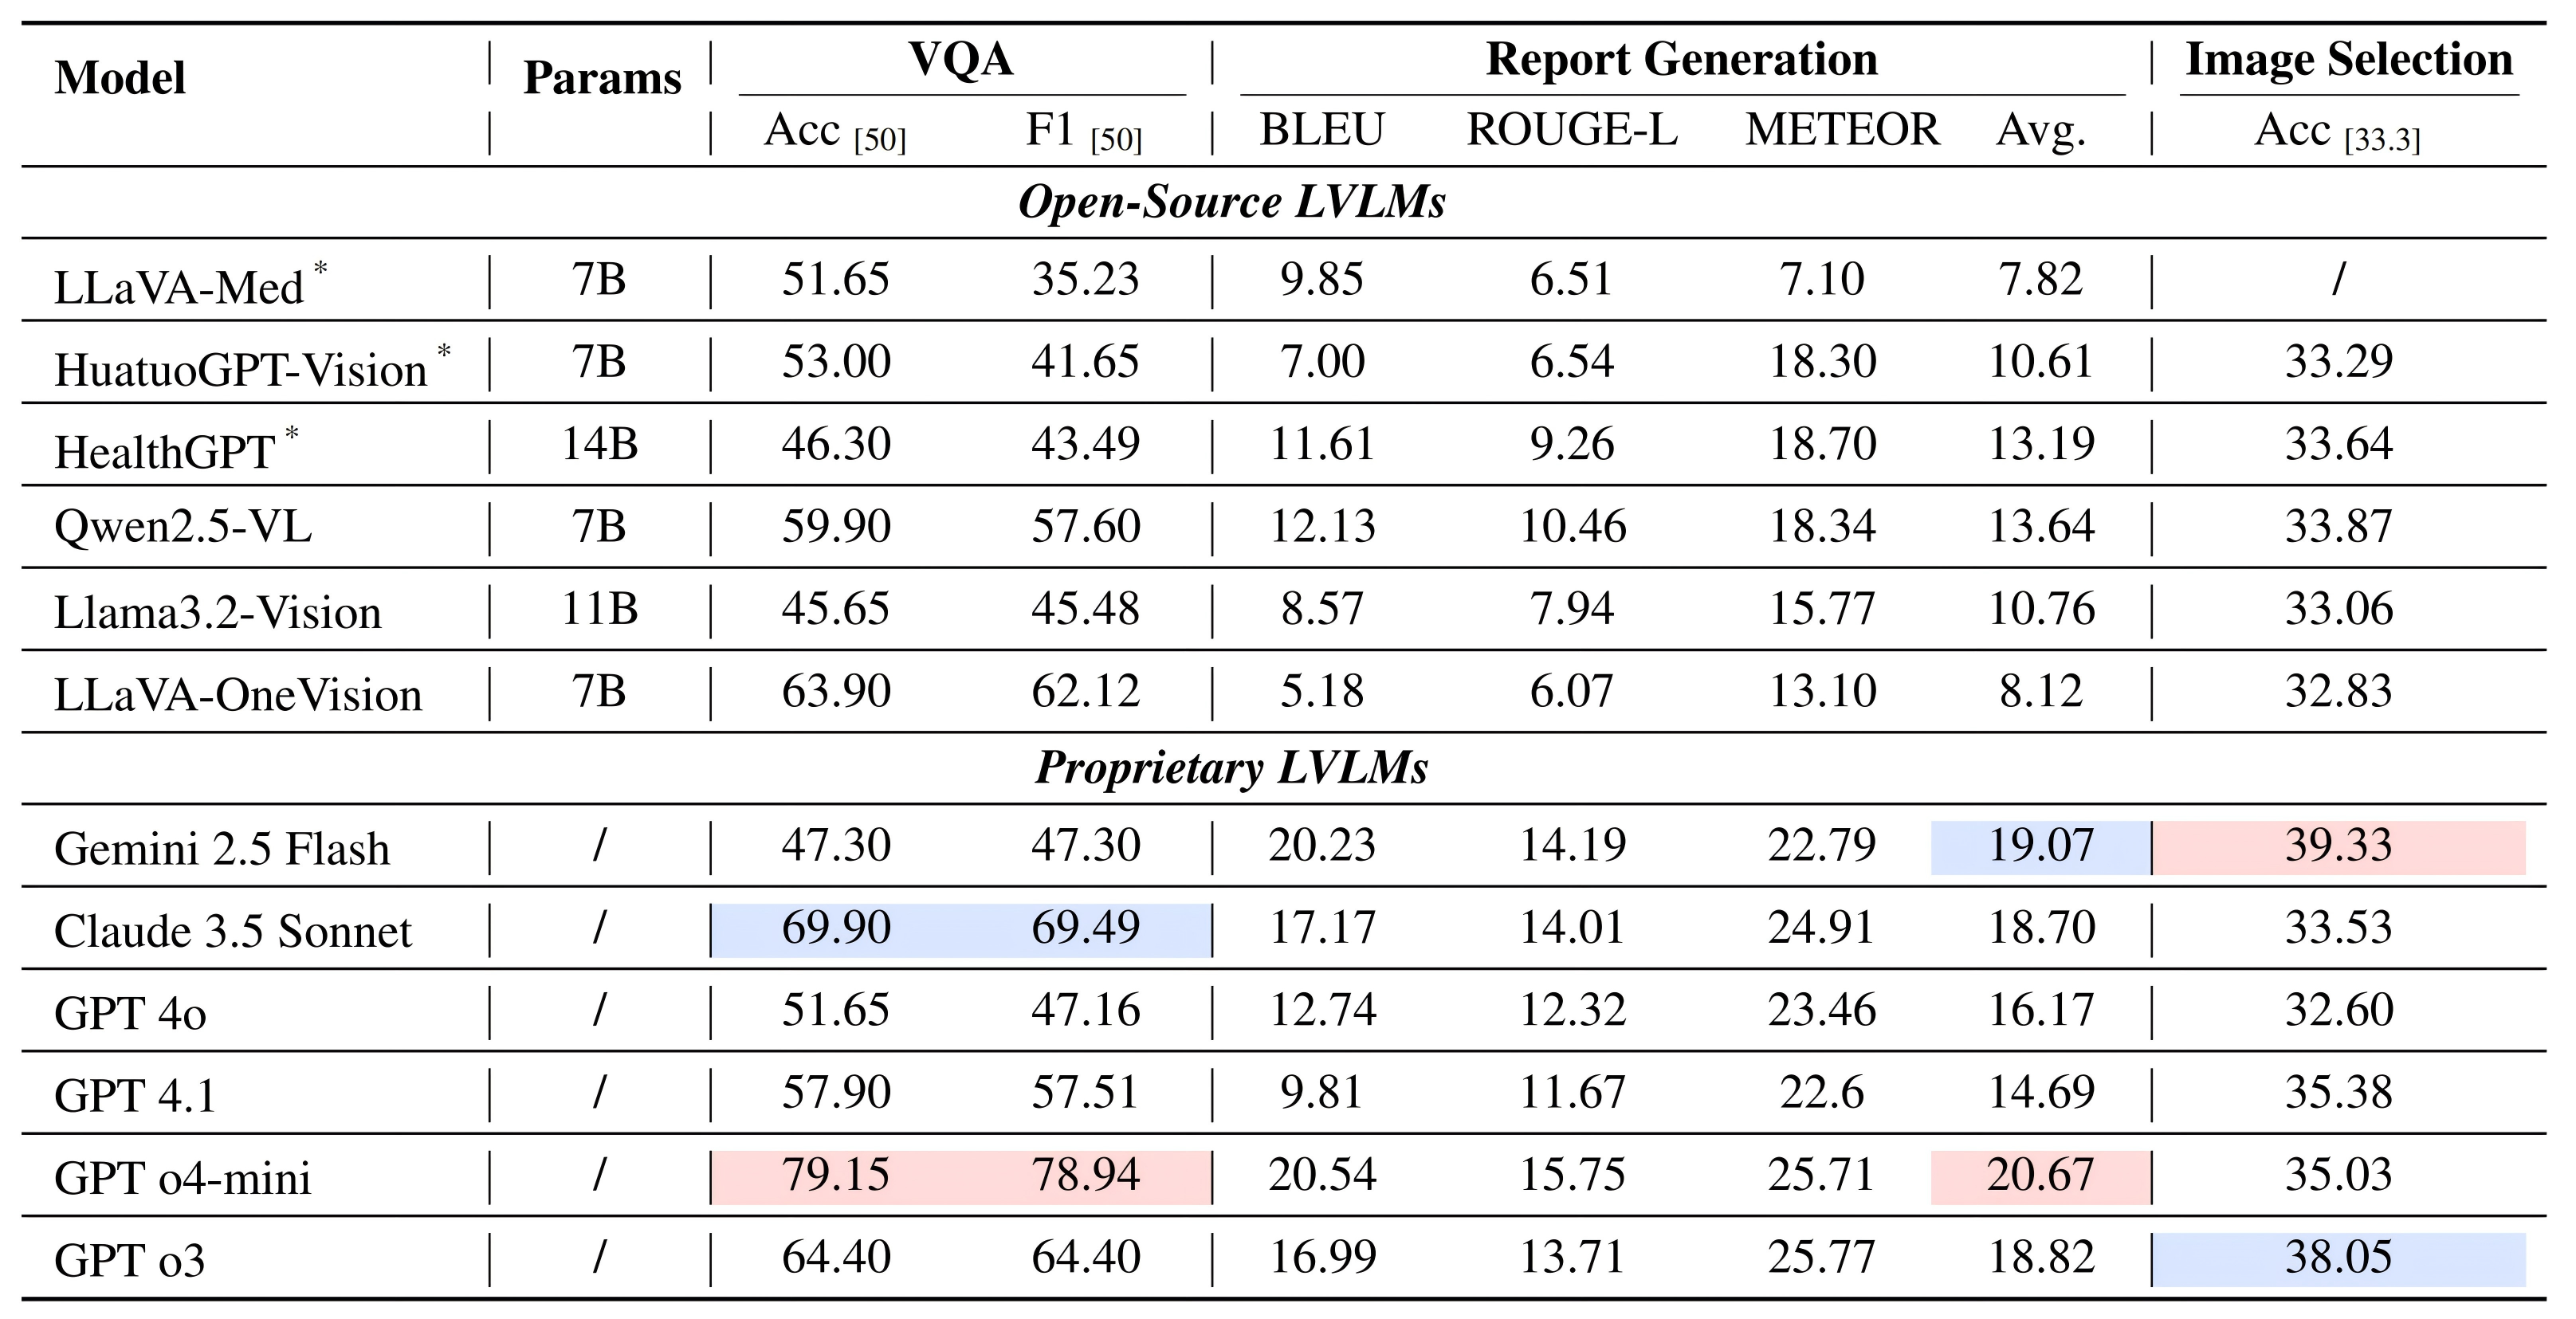 Model Params VQA Report Generation Image Selection
Acc [50] F1 [50] BLEU ROUGE-L METEOR Avg. Acc [33.3]
Open-Source LVLMs
LLaVA-Med * 7B 51.65 35.23 9.85 6.51 7.10 7.82 /
HuatuoGPT-Vision * 7B 53.00 41.65 7.00 6.54 18.30 10.61 33.29
HealthGPT * 14B 46.30 43.49 11.61 9.26 18.70 13.19 33.64
Qwen2.5-VL 7B 59.90 57.60 12.13 10.46 18.34 13.64 33.87
Llama3.2-Vision 11B 45.65 45.48 8.57 7.94 15.77 10.76 33.06
LLaVA-OneVision 7B 63.90 62.12 5.18 6.07 13.10 8.12 32.83
Proprietary LVLMs
Gemini 2.5 Flash / 47.30 47.30 20.23 14.19 22.79 19.07 39.33
Claude 3.5 Sonnet / 69.90 69.49 17.17 14.01 24.91 18.70 33.53
GPT 4o / 51.65 47.16 12.74 12.32 23.46 16.17 32.60
GPT 4.1 / 57.90 57.51 9.81 11.67 22.6 14.69 35.38
GPT o4-mini / 79.15 78.94 20.54 15.75 25.71 20.67 35.03
GPT o3 / 64.40 64.40 16.99 13.71 25.77 18.82 38.05